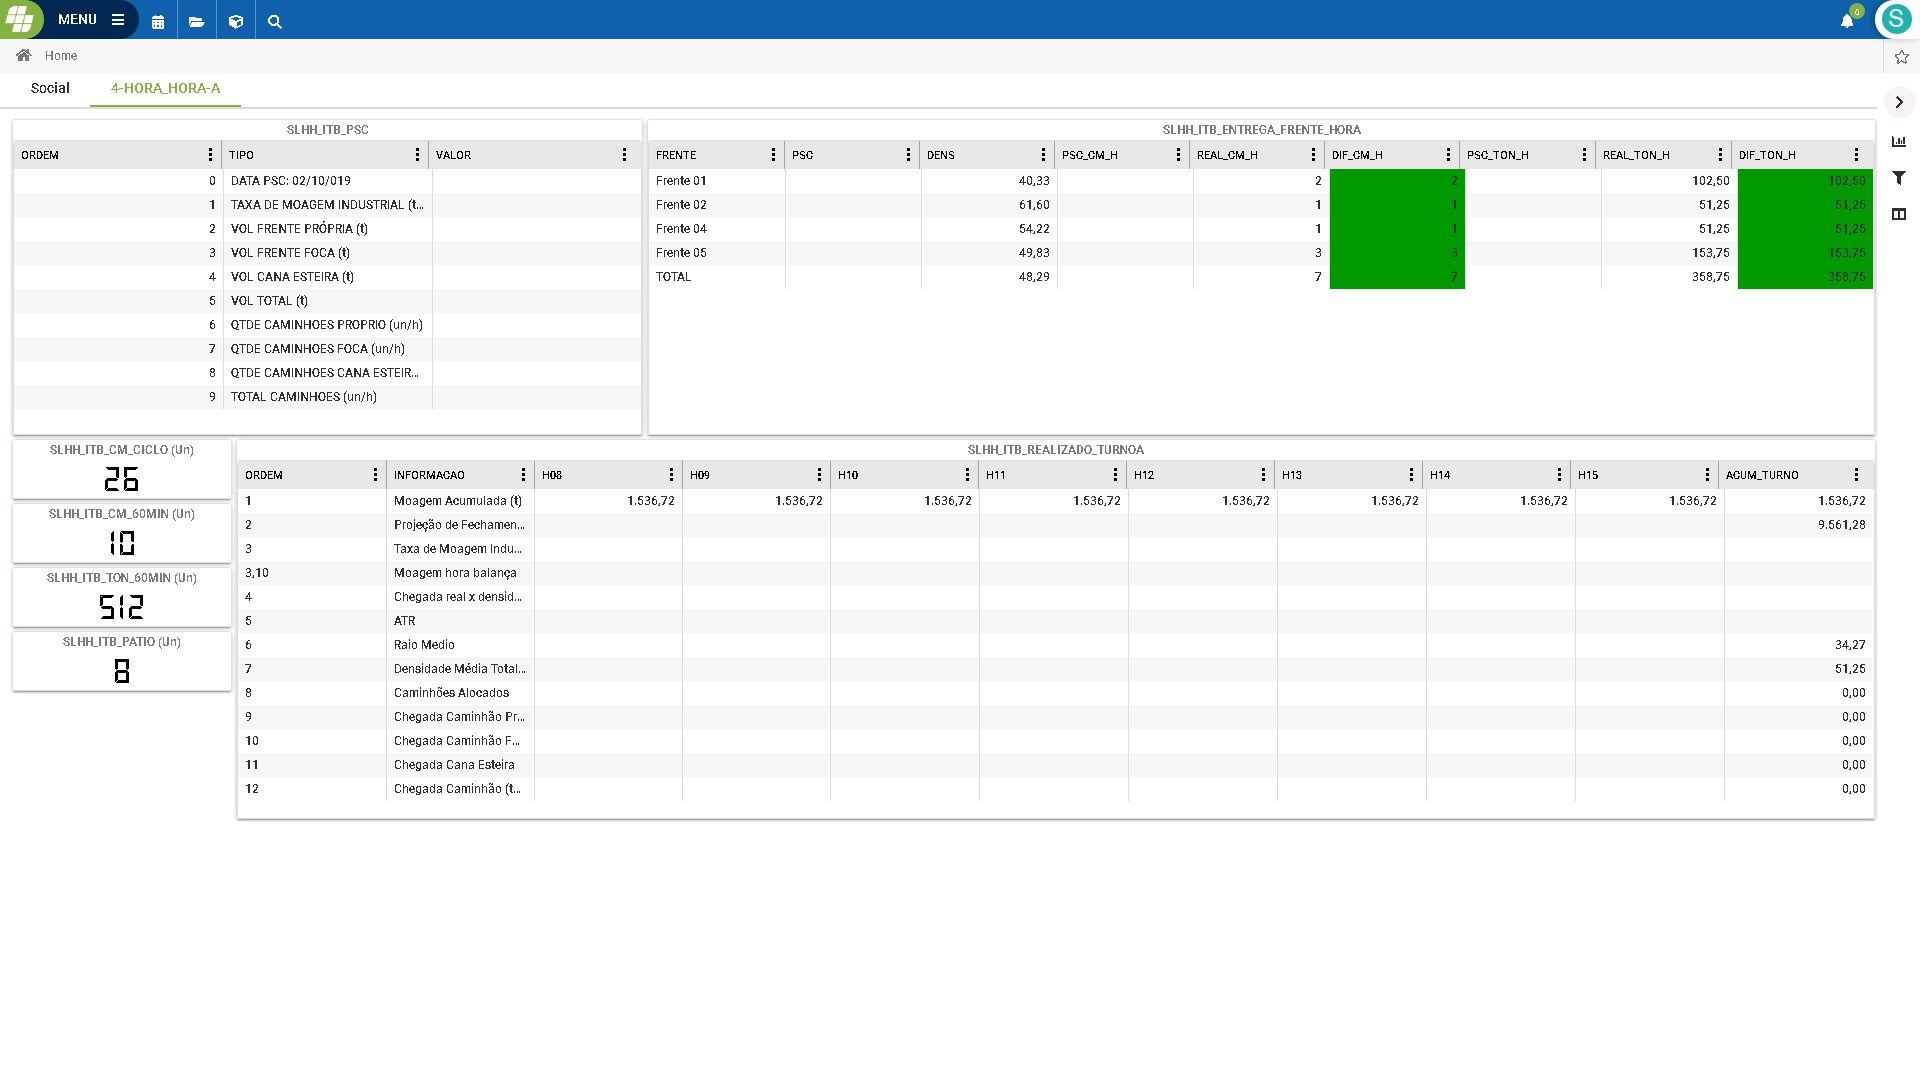 MENU
0
S
Home
Social
4-HORA_HORA-A
SLHH_ITB_PSC
ORDEM TIPO VALOR
0 DATA PSC: 02/10/019
1 TAXA DE MOAGEM INDUSTRIAL (t...
2 VOL FRENTE PRÓPRIA (t)
3 VOL FRENTE FOCA (t)
4 VOL CANA ESTEIRA (t)
5 VOL TOTAL (t)
6 QTDE CAMINHOES PROPRIO (un/h)
7 QTDE CAMINHOES FOCA (un/h)
8 QTDE CAMINHOES CANA ESTEIR...
9 TOTAL CAMINHOES (un/h)
SLHH_ITB_ENTREGA_FRENTE_HORA
FRENTE PSC DENS PSC_CM_H REAL_CM_H DIF_CM_H PSC_TON_H REAL_TON_H DIF_TON_H
Frente 01 40,33 2 2 102,50 102,50
Frente 02 61,60 1 1 51,25 51,25
Frente 04 54,22 1 1 51,25 51,25
Frente 05 49,83 3 3 153,75 153,75
TOTAL 48,29 7 7 358,75 358,75
SLHH_ITB_CM_CICLO (Un)
26
SLHH_ITB_CM_60MIN (Un)
10
SLHH_ITB_TON_60MIN (Un)
512
SLHH_ITB_PATIO (Un)
8
SLHH_ITB_REALIZADO_TURNOA
ORDEM INFORMACAO H08 H09 H10 H11 H12 H13 H14 H15 ACUM_TURNO
1 Moagem Acumulada (t) 1.536,72 1.536,72 1.536,72 1.536,72 1.536,72 1.536,72 1.536,72 1.536,72 1.536,72
2 Projeção de Fechamen... 9.561,28
3 Taxa de Moagem Indu...
3,10 Moagem hora balança
4 Chegada real x densid...
5 ATR
6 Raio Medio 34,27
7 Densidade Média Total... 51,25
8 Caminhões Alocados 0,00
9 Chegada Caminhão Pr... 0,00
10 Chegada Caminhão F... 0,00
11 Chegada Cana Esteira 0,00
12 Chegada Caminhão (t... 0,00